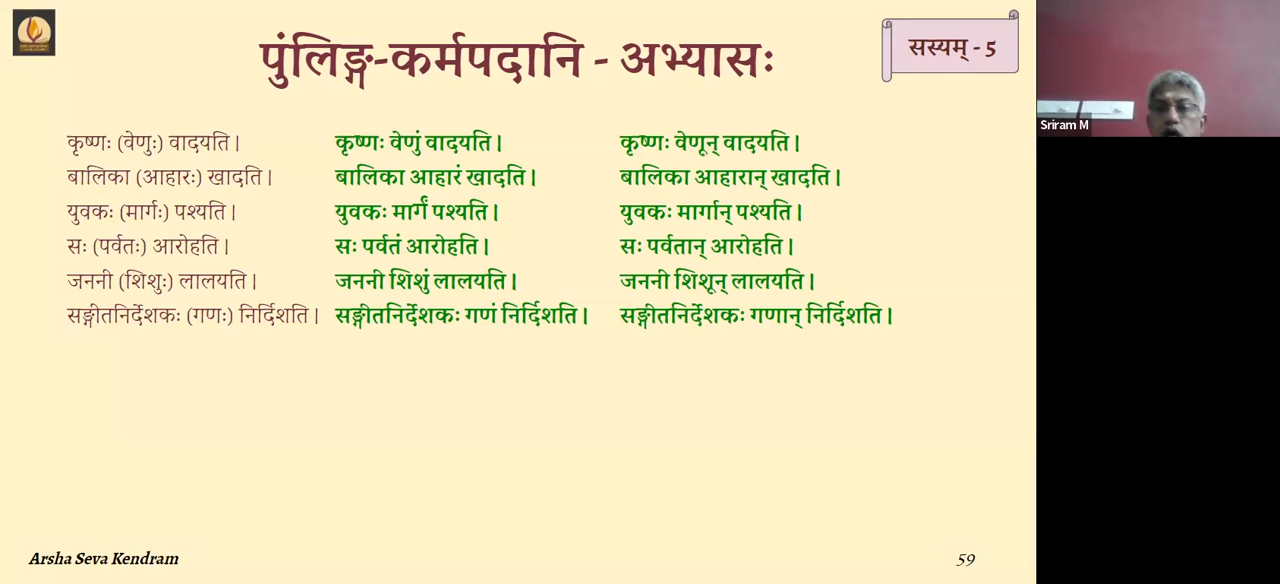 पुंलिङ्ग-कर्मपदानि - अभ्यासः
सस्यम् - 5
कृष्णः (वेणुः) वादयति। कृष्णः वेणुं वादयति। कृष्णः वेणून् वादयति।
बालिका (आहारः) खादति। बालिका आहारं खादति। बालिका आहारान् खादति।
युवकः (मार्गः) पश्यति। युवकः मार्गं पश्यति। युवकः मार्गान् पश्यति।
सः (पर्वतः) आरोहति। सः पर्वतं आरोहति। सः पर्वतान् आरोहति।
जननी (शिशुः) लालयति। जननी शिशुं लालयति। जननी शिशून् लालयति।
सङ्गीतनिर्देशकः (गणः) निर्दिशति। सङ्गीतनिर्देशकः गणं निर्दिशति। सङ्गीतनिर्देशकः गणान् निर्दिशति।
Arsha Seva Kendram
59
Sriram M